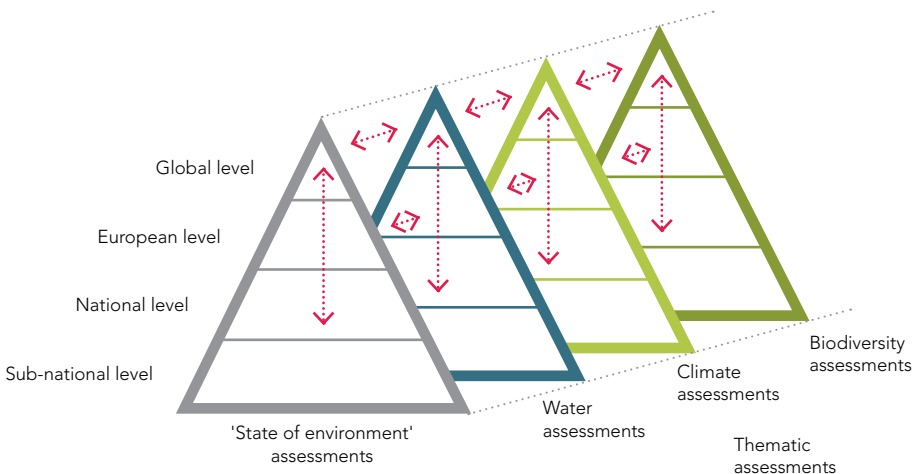 Global level
European level
National level
Sub-national level
'State of environment'
assessments
Water
assessments
Climate
assessments
Biodiversity
assessments
Thematic
assessments